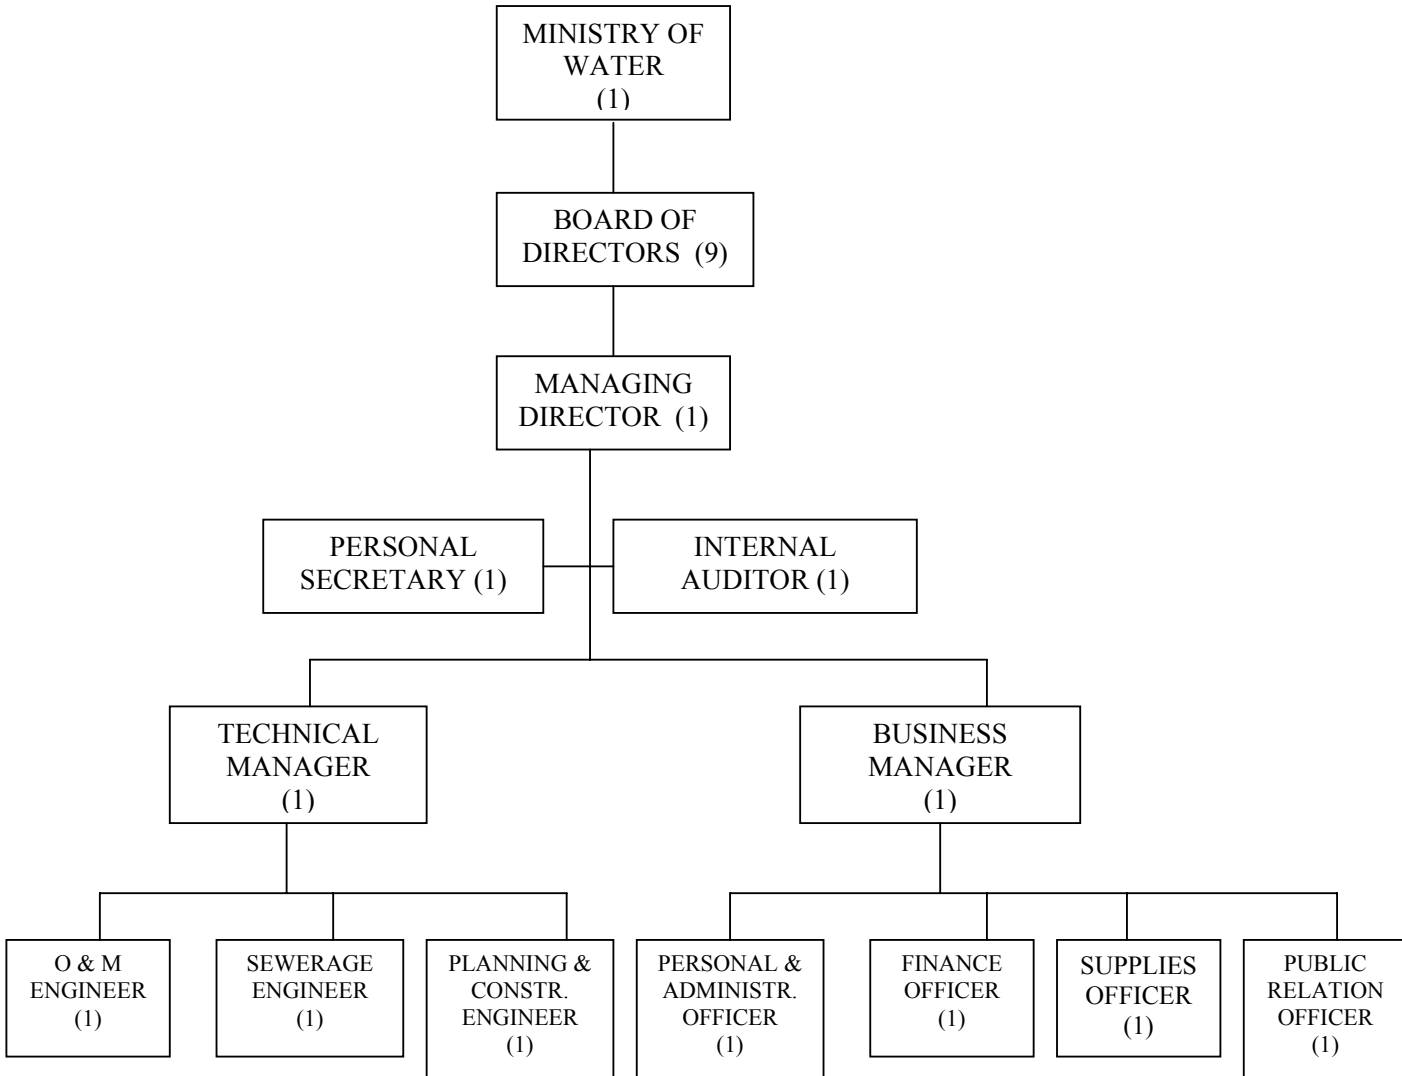 MINISTRY OF
WATER
(1)
BOARD OF
DIRECTORS (9)
MANAGING
DIRECTOR (1)
PERSONAL
SECRETARY (1)
INTERNAL
AUDITOR (1)
TECHNICAL
MANAGER
(1)
BUSINESS
MANAGER
(1)
O & M
ENGINEER
(1)
SEWERAGE
ENGINEER
(1)
PLANNING &
CONSTR.
ENGINEER
(1)
PERSONAL &
ADMINISTR.
OFFICER
(1)
FINANCE
OFFICER
(1)
SUPPLIES
OFFICER
(1)
PUBLIC
RELATION
OFFICER
(1)